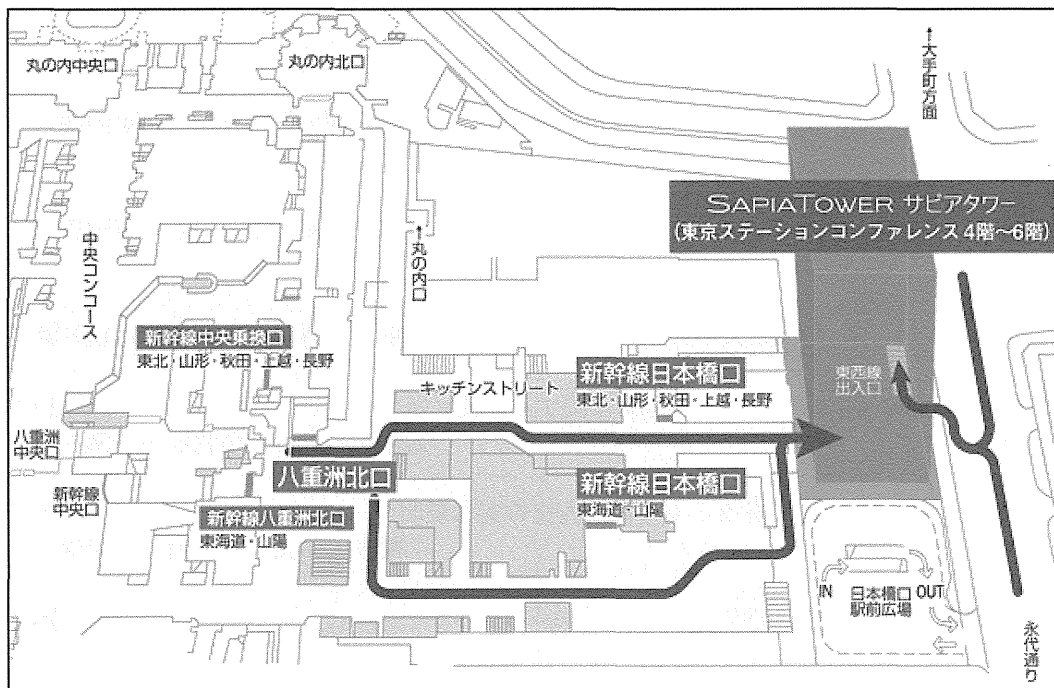 丸の内中央口
丸の内北口
↑大手町方面
SAPIATOWER サピアタワー
(東京ステーションコンファレンス 4階～6階)
中央コンコース
↑丸の内口
新幹線中央乗換口
東北・山形・秋田・上越・長野
キッチンストリート
新幹線日本橋口
東北・山形・秋田・上越・長野
東西線
出入口
八重洲
中央口
八重洲北口
新幹線
中央口
新幹線八重洲北口
東海道・山陽
新幹線日本橋口
東海道・山陽
IN
日本橋口
駅前広場
OUT
永代通り